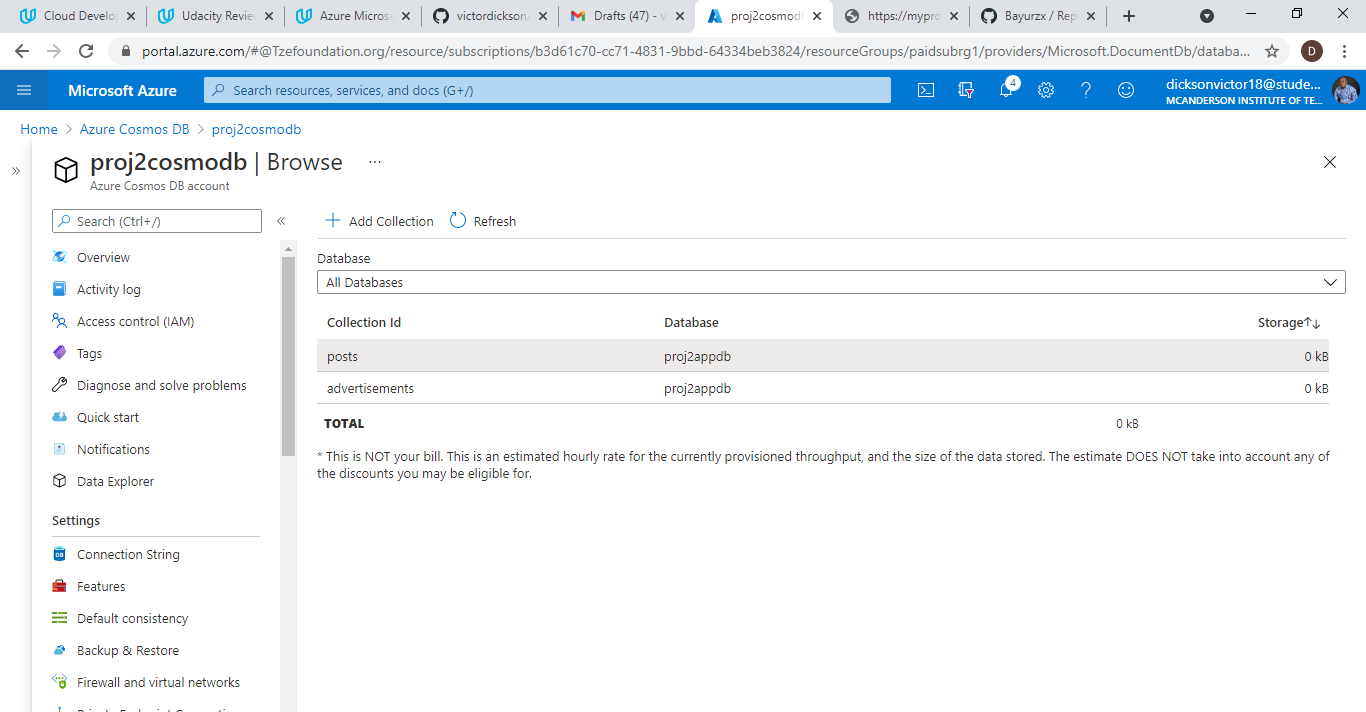 Cloud Develo
Udacity Revie
Azure Microse
victordickson
Drafts (47) - v
proj2cosmod
https://mypro
Bayurzx / Rep
portal.azure.com/#@Tzefoundation.org/resource/subscriptions/b3d61c70-cc71-4831-9bbd-64334beb3824/resourceGroups/paidsubrg1/providers/Microsoft.DocumentDb/databa...
D
Microsoft Azure
Search resources, services, and docs (G+/)
4
dicksonvictor18@stude...
MCANDERSON INSTITUTE OF TE...
Home > Azure Cosmos DB > proj2cosmodb
proj2cosmodb | Browse ...
Azure Cosmos DB account
Search (Ctrl+/)
Overview
Activity log
Access control (IAM)
Tags
Diagnose and solve problems
Quick start
Notifications
Data Explorer
Settings
Connection String
Features
Default consistency
Backup & Restore
Firewall and virtual networks
Add Collection
Refresh
Database
All Databases
Collection Id Database Storage
posts proj2appdb 0 kB
advertisements proj2appdb 0 kB
TOTAL 0 kB
* This is NOT your bill. This is an estimated hourly rate for the currently provisioned throughput, and the size of the data stored. The estimate DOES NOT take into account any of
the discounts you may be eligible for.